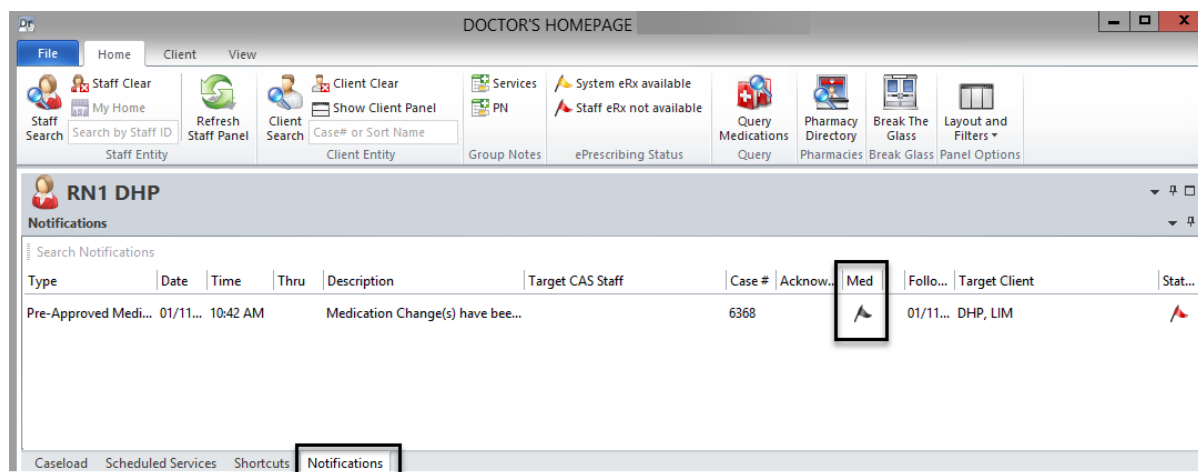 Dr
DOCTOR'S HOMEPAGE
File Home Client View
Staff Search
Staff Clear
My Home
Search by Staff ID
Refresh Staff Panel
Staff Entity
Client Search
Client Clear
Show Client Panel
Case# or Sort Name
Client Entity
Services
PN
Group Notes
System eRx available
Staff eRx not available
ePrescribing Status
Query Medications
Query
Pharmacy Directory
Pharmacies
Break The Glass
Break Glass
Layout and Filters
Panel Options
RN1 DHP
Notifications
Search Notifications
Type Date Time Thru Description Target CAS Staff Case # Acknow... Med Follo... Target Client Stat...
Pre-Approved Medi... 01/11... 10:42 AM Medication Change(s) have bee... 6368 01/11... DHP, LIM
Caseload Scheduled Services Shortcuts Notifications